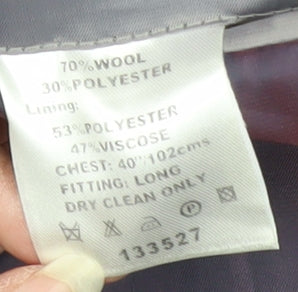 70%WOOL
30%POLYESTER
Lining:
53%POLYESTER
47%VISCOSE
CHEST: 40"102cms
FITTING: LONG
DRY CLEAN ONLY
133527